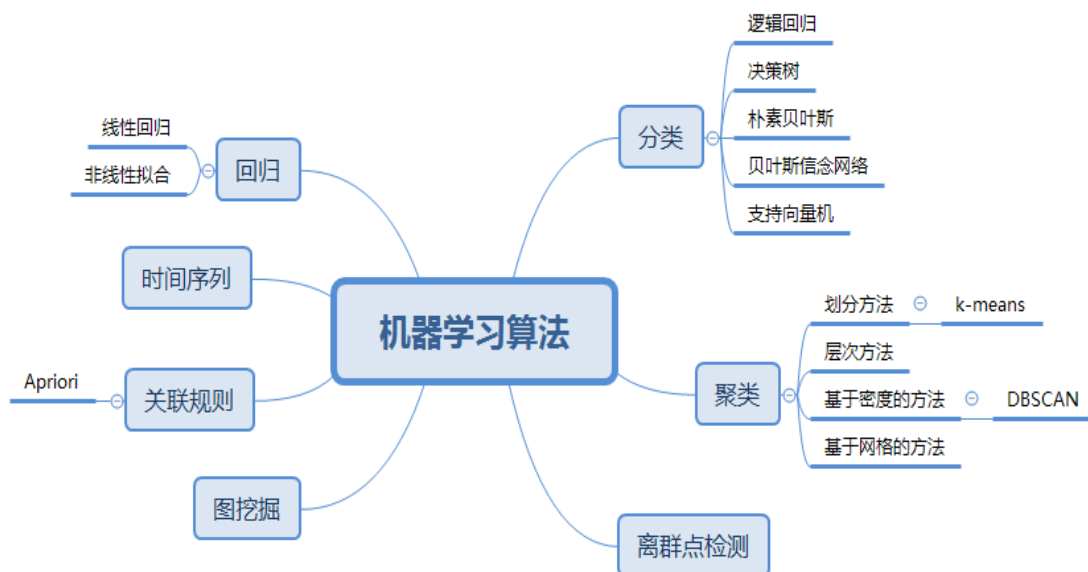 机器学习算法
分类
逻辑回归
决策树
朴素贝叶斯
贝叶斯信念网络
支持向量机
聚类
划分方法
k-means
层次方法
基于密度的方法
DBSCAN
基于网格的方法
离群点检测
回归
线性回归
非线性拟合
时间序列
关联规则
Apriori
图挖掘